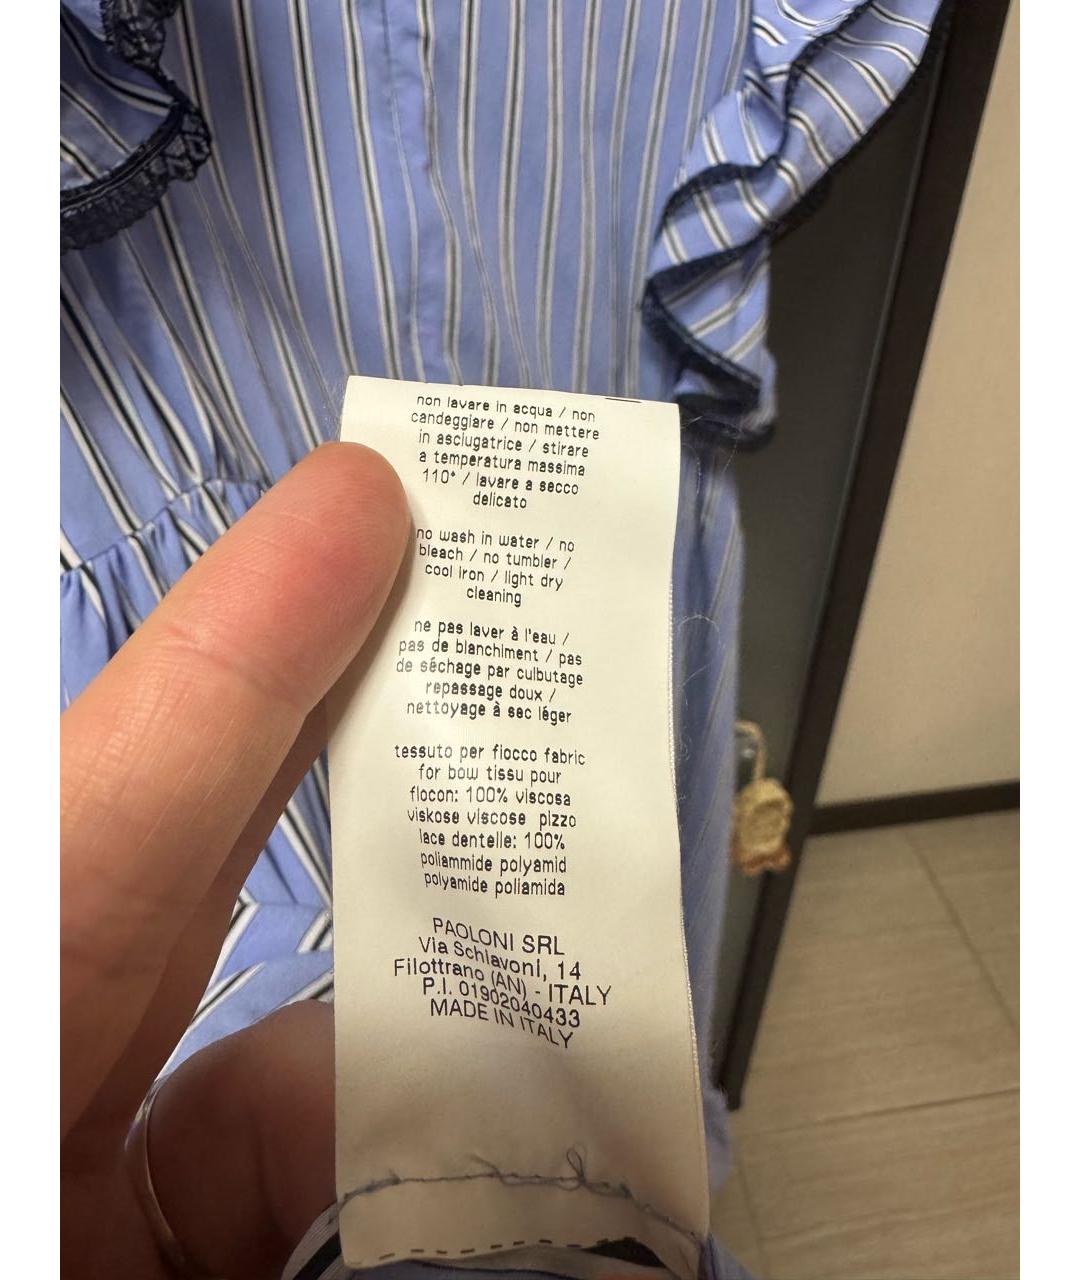 non lavare in acqua / non
candeggiare / non mettere
in asciugatrice / stirare
a temperatura massima
110° / lavare a secco
delicato
no wash in water / no
bleach / no tumbler /
cool iron / light dry
cleaning
ne pas laver à l'eau /
pas de blanchiment / pas
de séchage par culbutage
repassage doux /
nettoyage à sec léger
tessuto per fiocco fabric
for bow tissu pour
flocon: 100% viscosa
viskose viscose pizzo
lace dentelle: 100%
poliammide polyamid
polyamide poliamida
PAOLONI SRL
Via Schiavoni, 14
Filottrano (AN) - ITALY
P.I. 01902040433
MADE IN ITALY